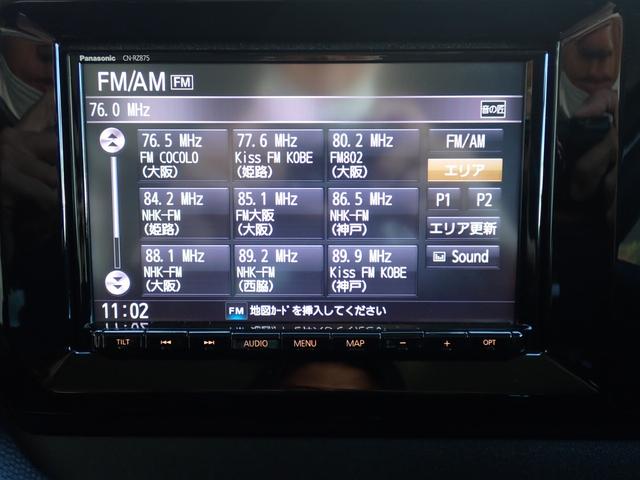 Panasonic CN-RZ875
FM/AM FM
76.0 MHz 音の匠
76.5 MHz
FM COCOLO
(大阪)
77.6 MHz
Kiss FM KOBE
(姫路)
80.2 MHz
FM802
(大阪)
FM/AM
エリア
84.2 MHz
NHK-FM
(姫路)
85.1 MHz
FM大阪
(大阪)
86.5 MHz
NHK-FM
(神戸)
P1 P2
エリア更新
88.1 MHz
NHK-FM
(大阪)
89.2 MHz
NHK-FM
(西脇)
89.9 MHz
Kiss FM KOBE
(神戸)
Sound
11:02 FM 地図ｶｰﾄﾞを挿入してください
TILT AUDIO MENU MAP − + OPT